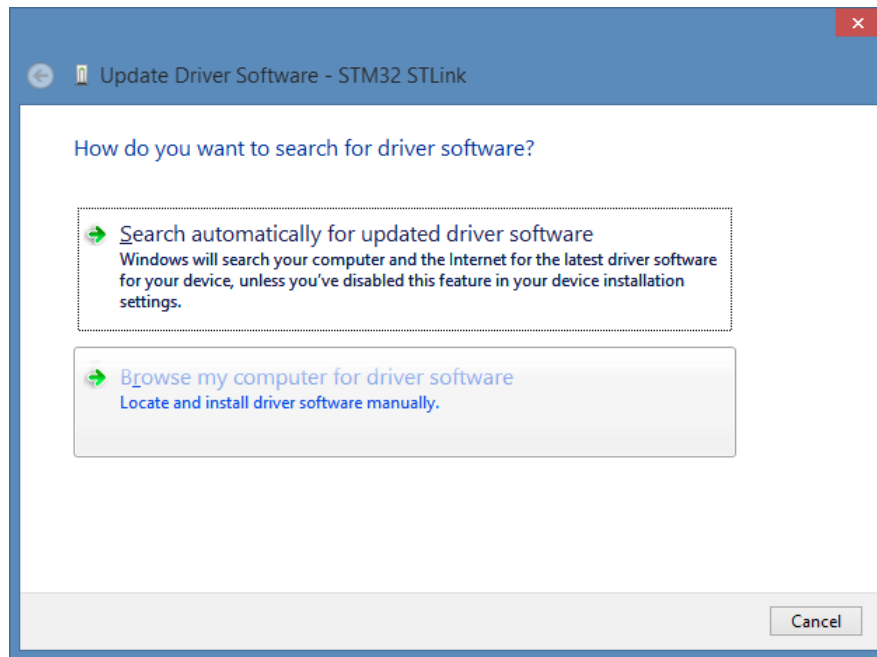 Update Driver Software - STM32 STLink
How do you want to search for driver software?
Search automatically for updated driver software
Windows will search your computer and the Internet for the latest driver software
for your device, unless you've disabled this feature in your device installation
settings.
Browse my computer for driver software
Locate and install driver software manually.
Cancel